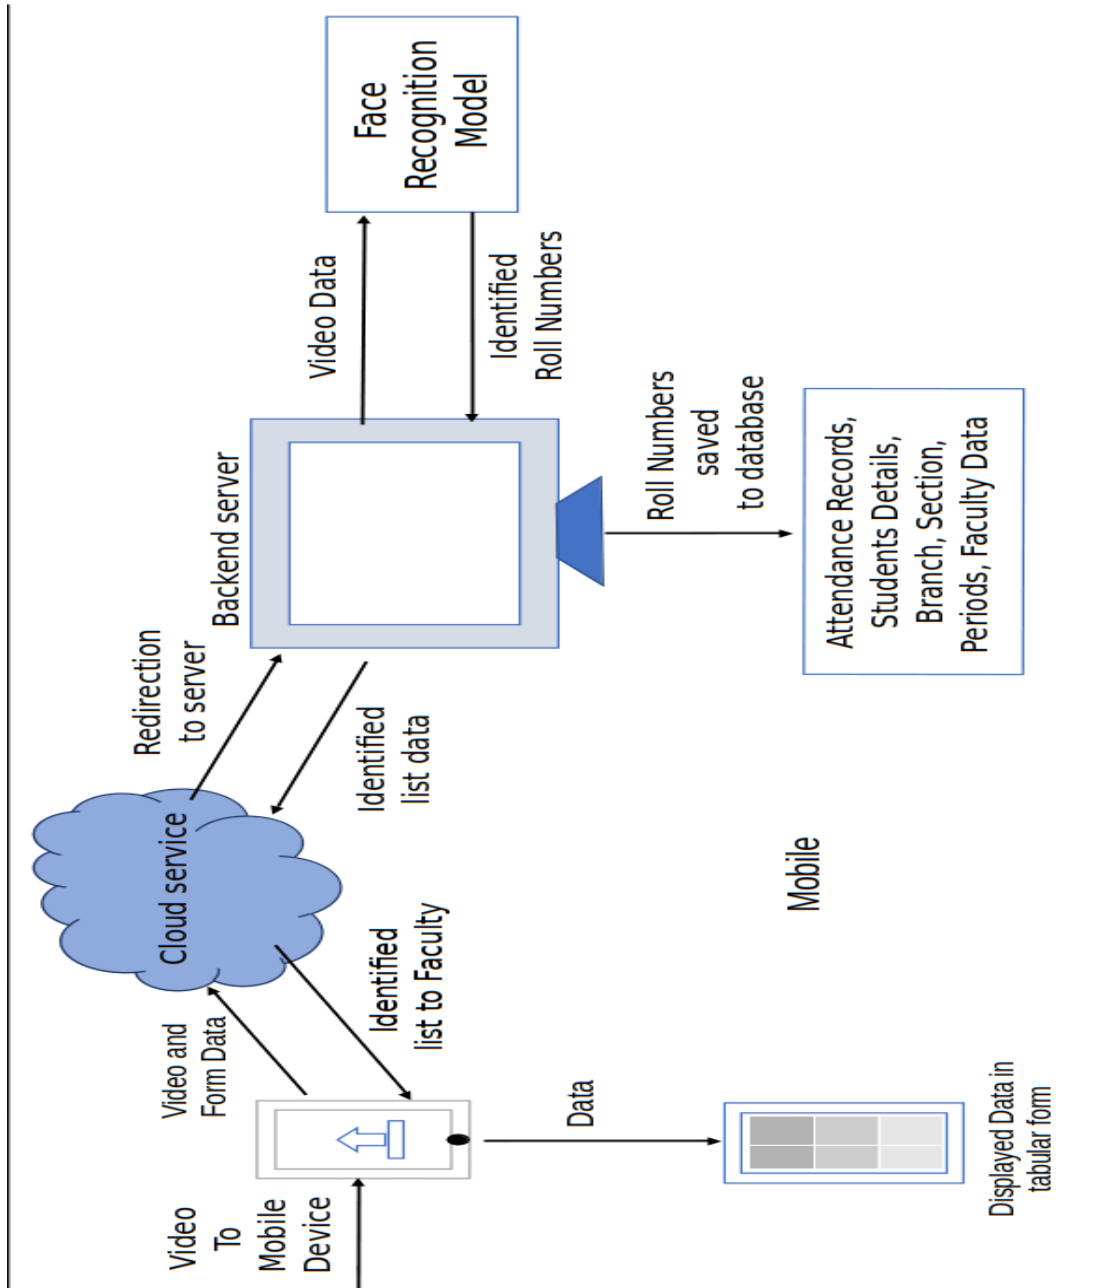 Video
To
Mobile
Device
Video and
Form Data
Cloud service
Identified
list to Faculty
Redirection
to server
Identified
list data
Backend server
Video Data
Identified
Roll Numbers
Face
Recognition
Model
Roll Numbers
saved
to database
Attendance Records,
Students Details,
Branch, Section,
Periods, Faculty Data
Data
Mobile
Displayed Data in
tabular form